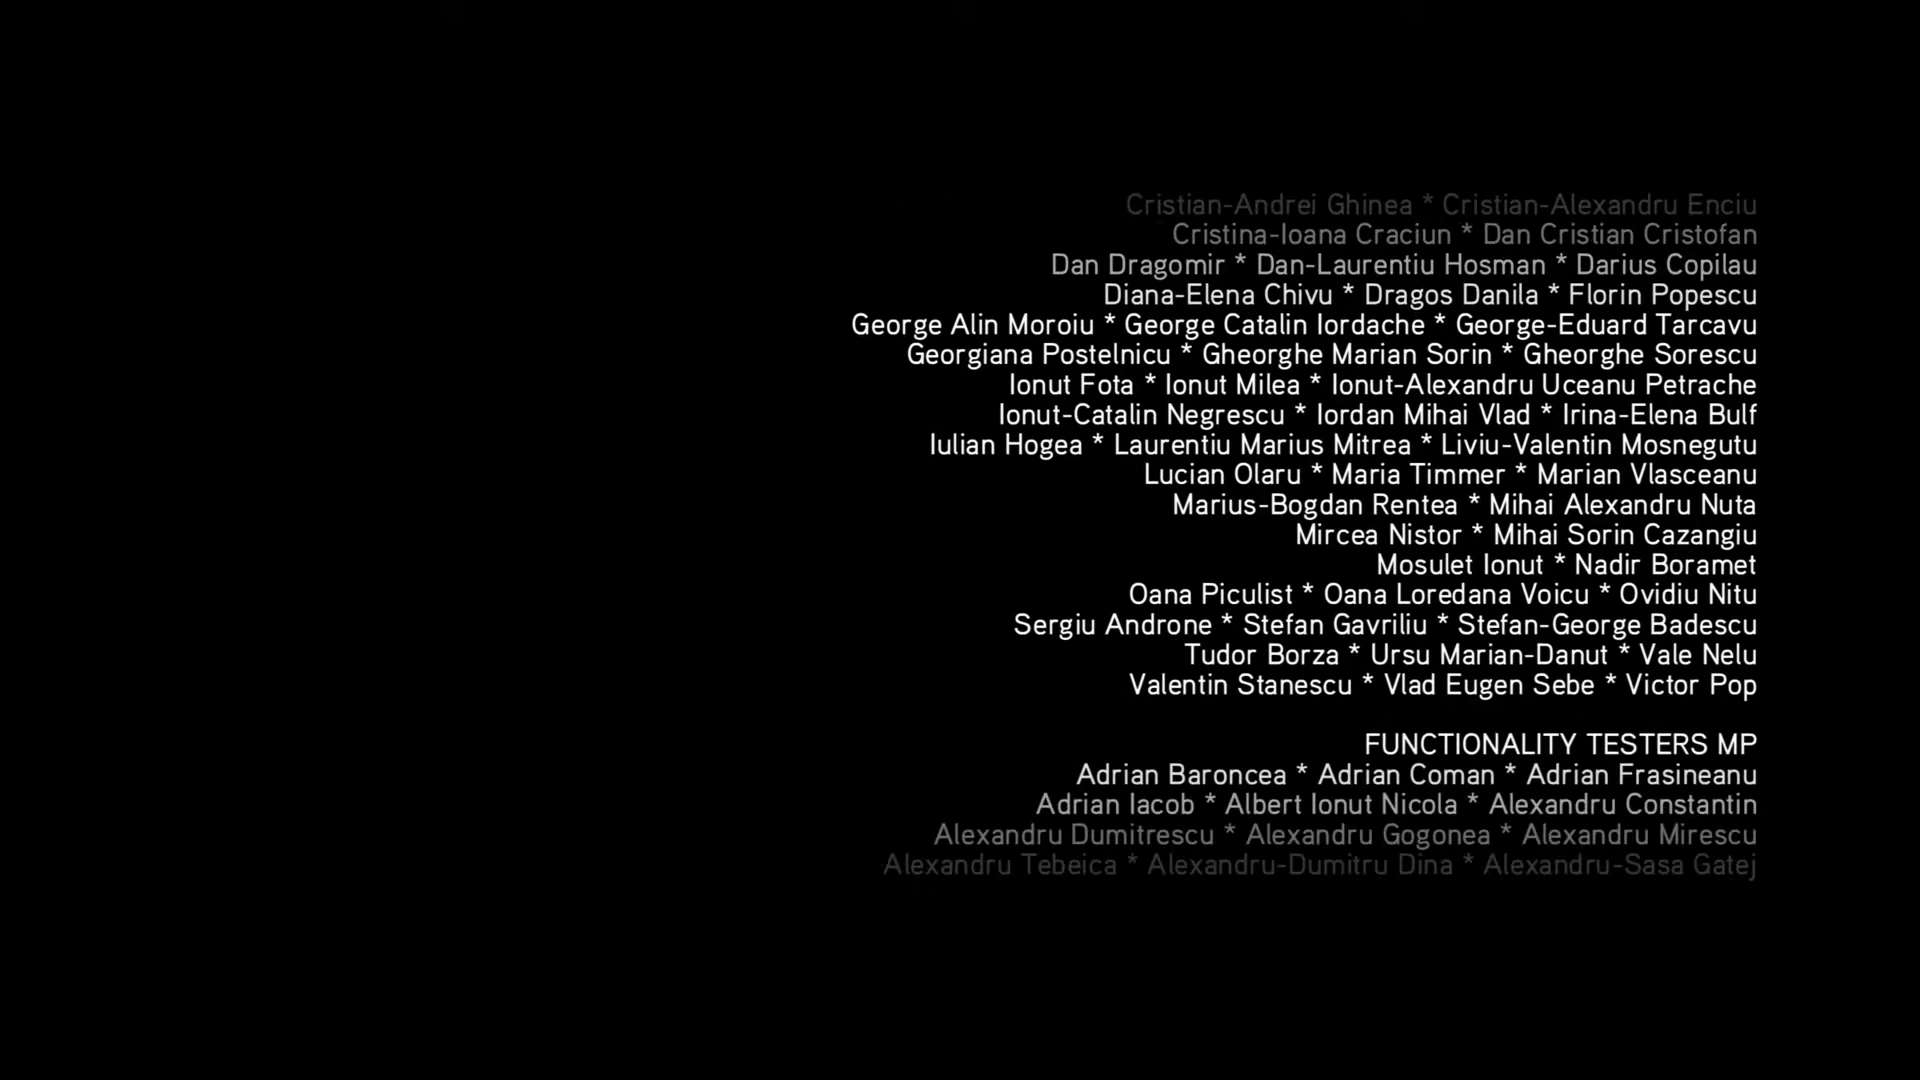 Cristian-Andrei Ghinea * Cristian-Alexandru Enciu
Cristina-Ioana Craciun * Dan Cristian Cristofan
Dan Dragomir * Dan-Laurentiu Hosman * Darius Copilau
Diana-Elena Chivu * Dragos Danila * Florin Popescu
George Alin Moroiu * George Catalin Iordache * George-Eduard Tarcavu
Georgiana Postelnicu * Gheorghe Marian Sorin * Gheorghe Sorescu
Ionut Fota * Ionut Milea * Ionut-Alexandru Uceanu Petrache
Ionut-Catalin Negrescu * Iordan Mihai Vlad * Irina-Elena Bulf
Iulian Hogea * Laurentiu Marius Mitrea * Liviu-Valentin Mosnegutu
Lucian Olaru * Maria Timmer * Marian Vlasceanu
Marius-Bogdan Rentea * Mihai Alexandru Nuta
Mircea Nistor * Mihai Sorin Cazangiu
Mosulet Ionut * Nadir Boramet
Oana Piculist * Oana Loredana Voicu * Ovidiu Nitu
Sergiu Androne * Stefan Gavriliu * Stefan-George Badescu
Tudor Borza * Ursu Marian-Danut * Vale Nelu
Valentin Stanescu * Vlad Eugen Sebe * Victor Pop
FUNCTIONALITY TESTERS MP
Adrian Baroncea * Adrian Coman * Adrian Frasineanu
Adrian Iacob * Albert Ionut Nicola * Alexandru Constantin
Alexandru Dumitrescu * Alexandru Gogonea * Alexandru Mirescu
Alexandru Tebeica * Alexandru-Dumitru Dina * Alexandru-Sasa Gatej